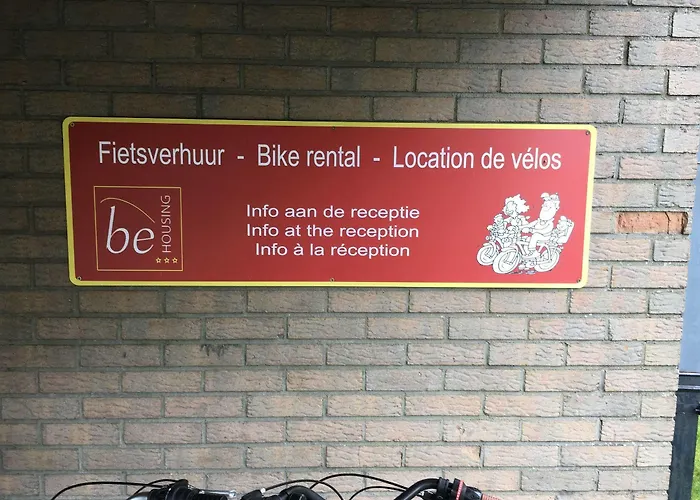 Fietsverhuur - Bike rental - Location de vélos
be
HOUSING
Info aan de receptie
Info at the reception
Info à la réception